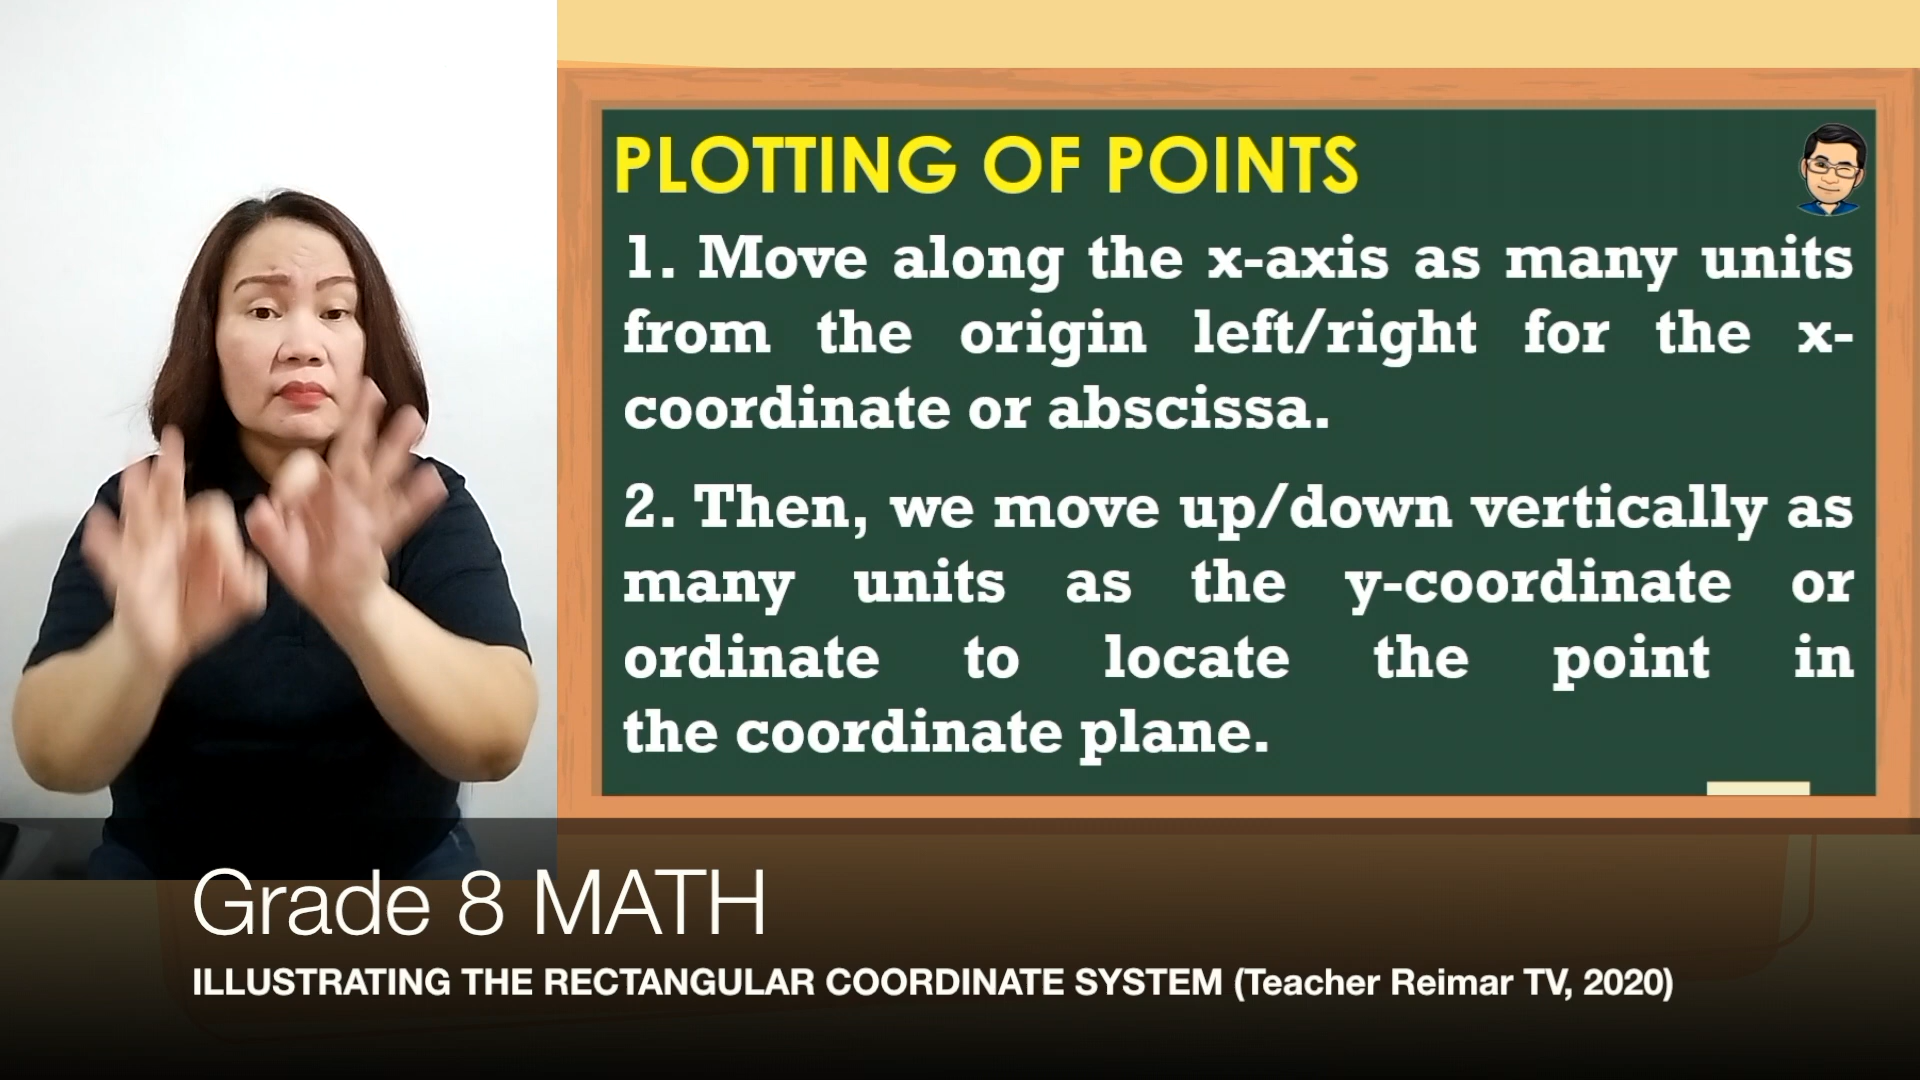 PLOTTING OF POINTS
1. Move along the x-axis as many units
from the origin left/right for the x-
coordinate or abscissa.
2. Then, we move up/down vertically as
many units as the y-coordinate or
ordinate to locate the point in
the coordinate plane.
Grade 8 MATH
ILLUSTRATING THE RECTANGULAR COORDINATE SYSTEM (Teacher Reimar TV, 2020)